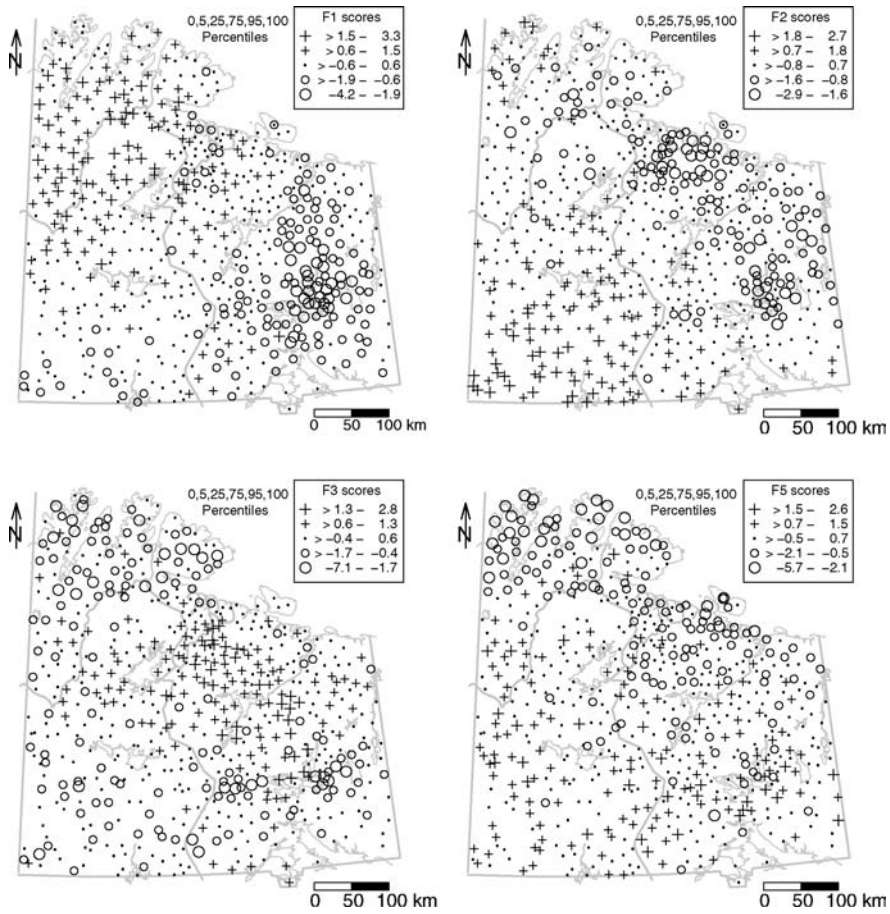 0,5,25,75,95,100
Percentiles
F1 scores
+ > 1.5 – 3.3
+ > 0.6 – 1.5
· > −0.6 – 0.6
○ > −1.9 – −0.6
○ −4.2 – −1.9
N
0 50 100 km
0,5,25,75,95,100
Percentiles
F2 scores
+ > 1.8 – 2.7
+ > 0.7 – 1.8
· > −0.8 – 0.7
○ > −1.6 – −0.8
○ −2.9 – −1.6
N
0 50 100 km
0,5,25,75,95,100
Percentiles
F3 scores
+ > 1.3 – 2.8
+ > 0.6 – 1.3
· > −0.4 – 0.6
○ > −1.7 – −0.4
○ −7.1 – −1.7
N
0 50 100 km
0,5,25,75,95,100
Percentiles
F5 scores
+ > 1.5 – 2.6
+ > 0.7 – 1.5
· > −0.5 – 0.7
○ > −2.1 – −0.5
○ −5.7 – −2.1
N
0 50 100 km